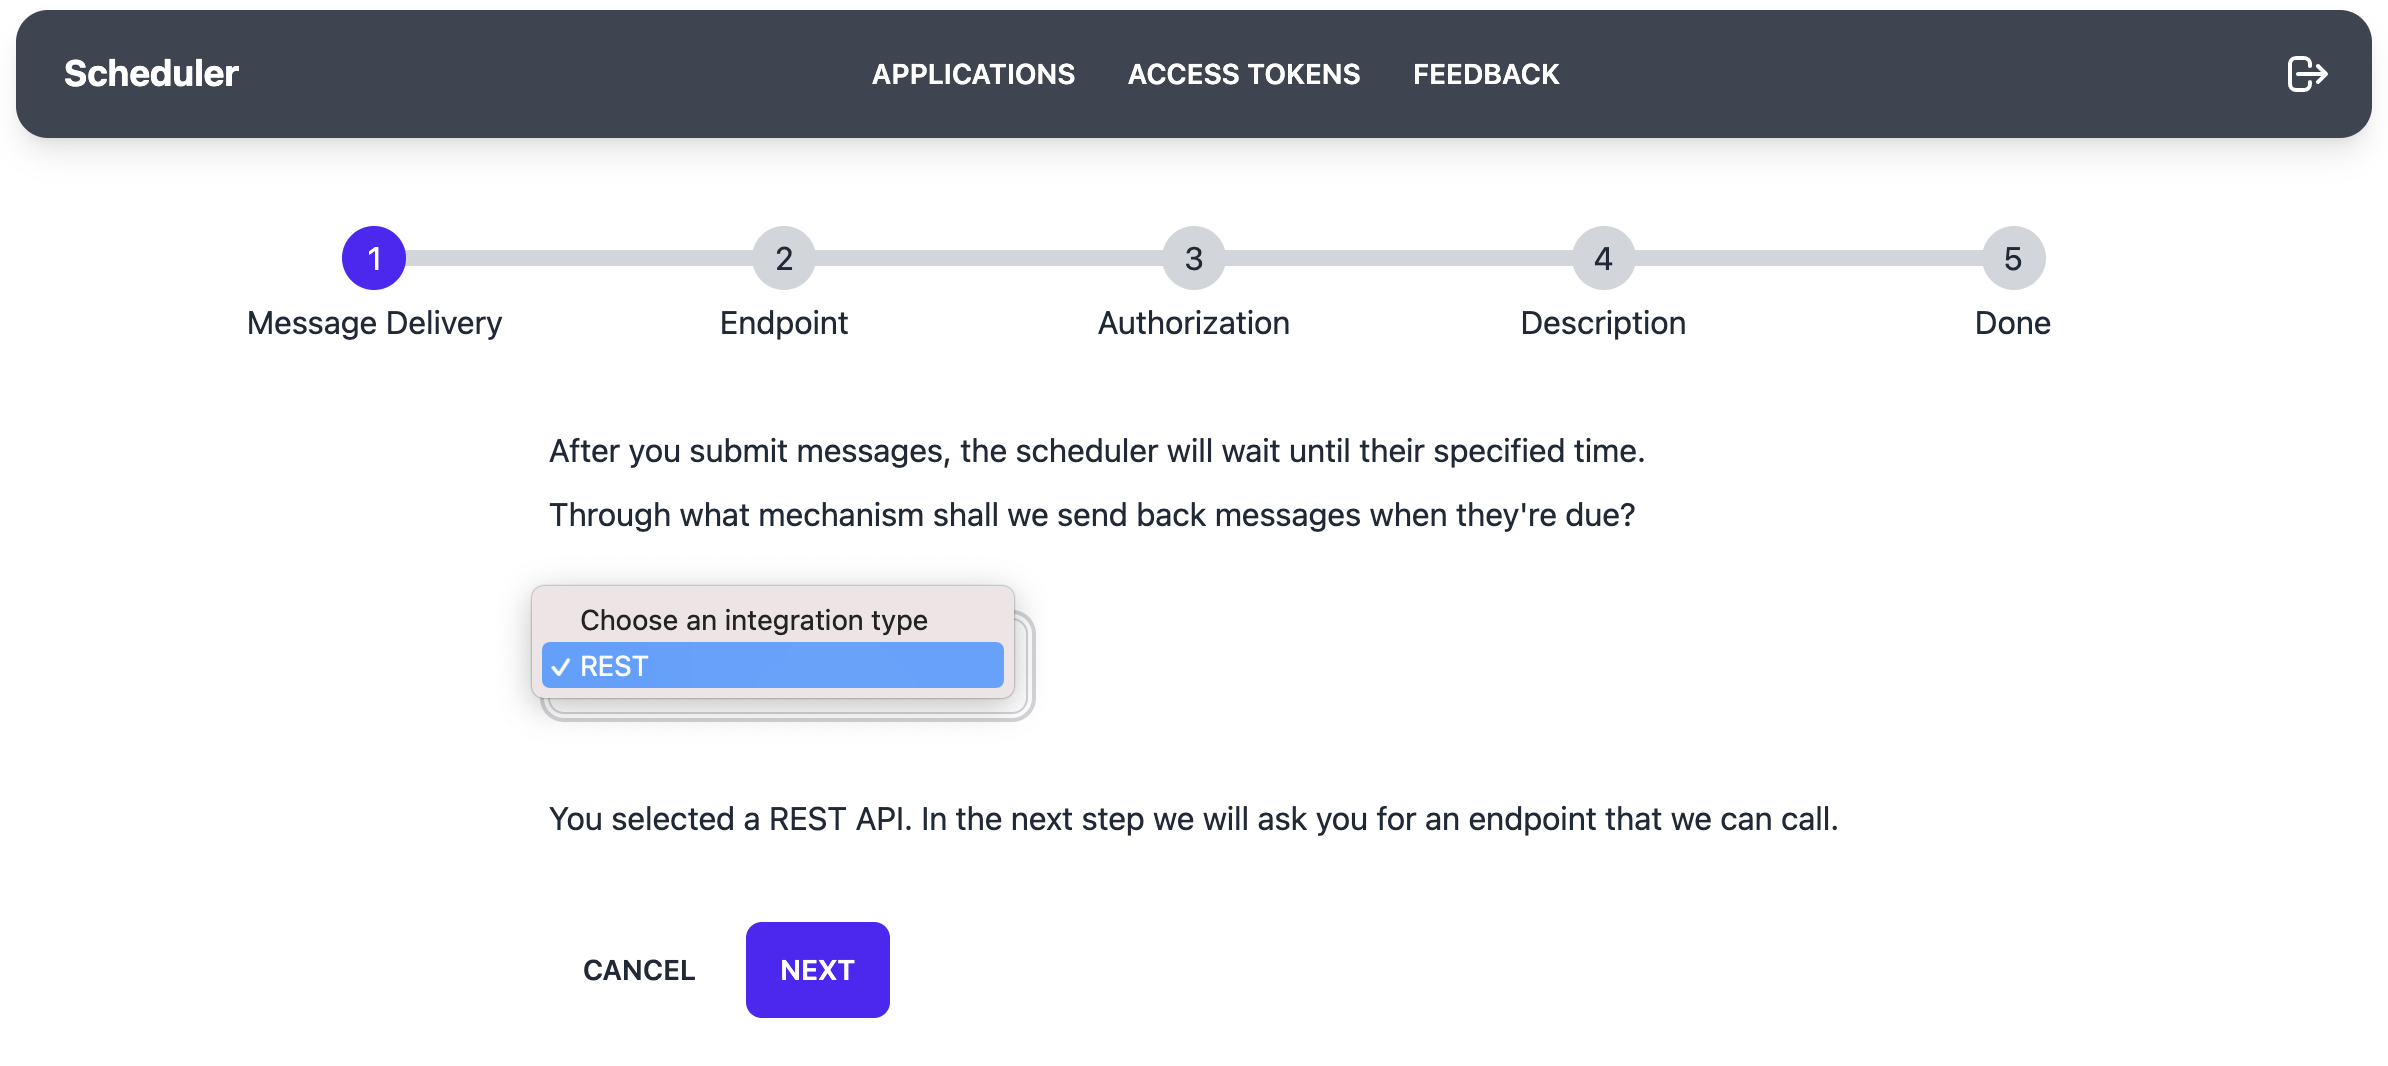 Scheduler
APPLICATIONS ACCESS TOKENS FEEDBACK
1 2 3 4 5
Message Delivery Endpoint Authorization Description Done
After you submit messages, the scheduler will wait until their specified time.
Through what mechanism shall we send back messages when they're due?
Choose an integration type
✓ REST
You selected a REST API. In the next step we will ask you for an endpoint that we can call.
CANCEL NEXT